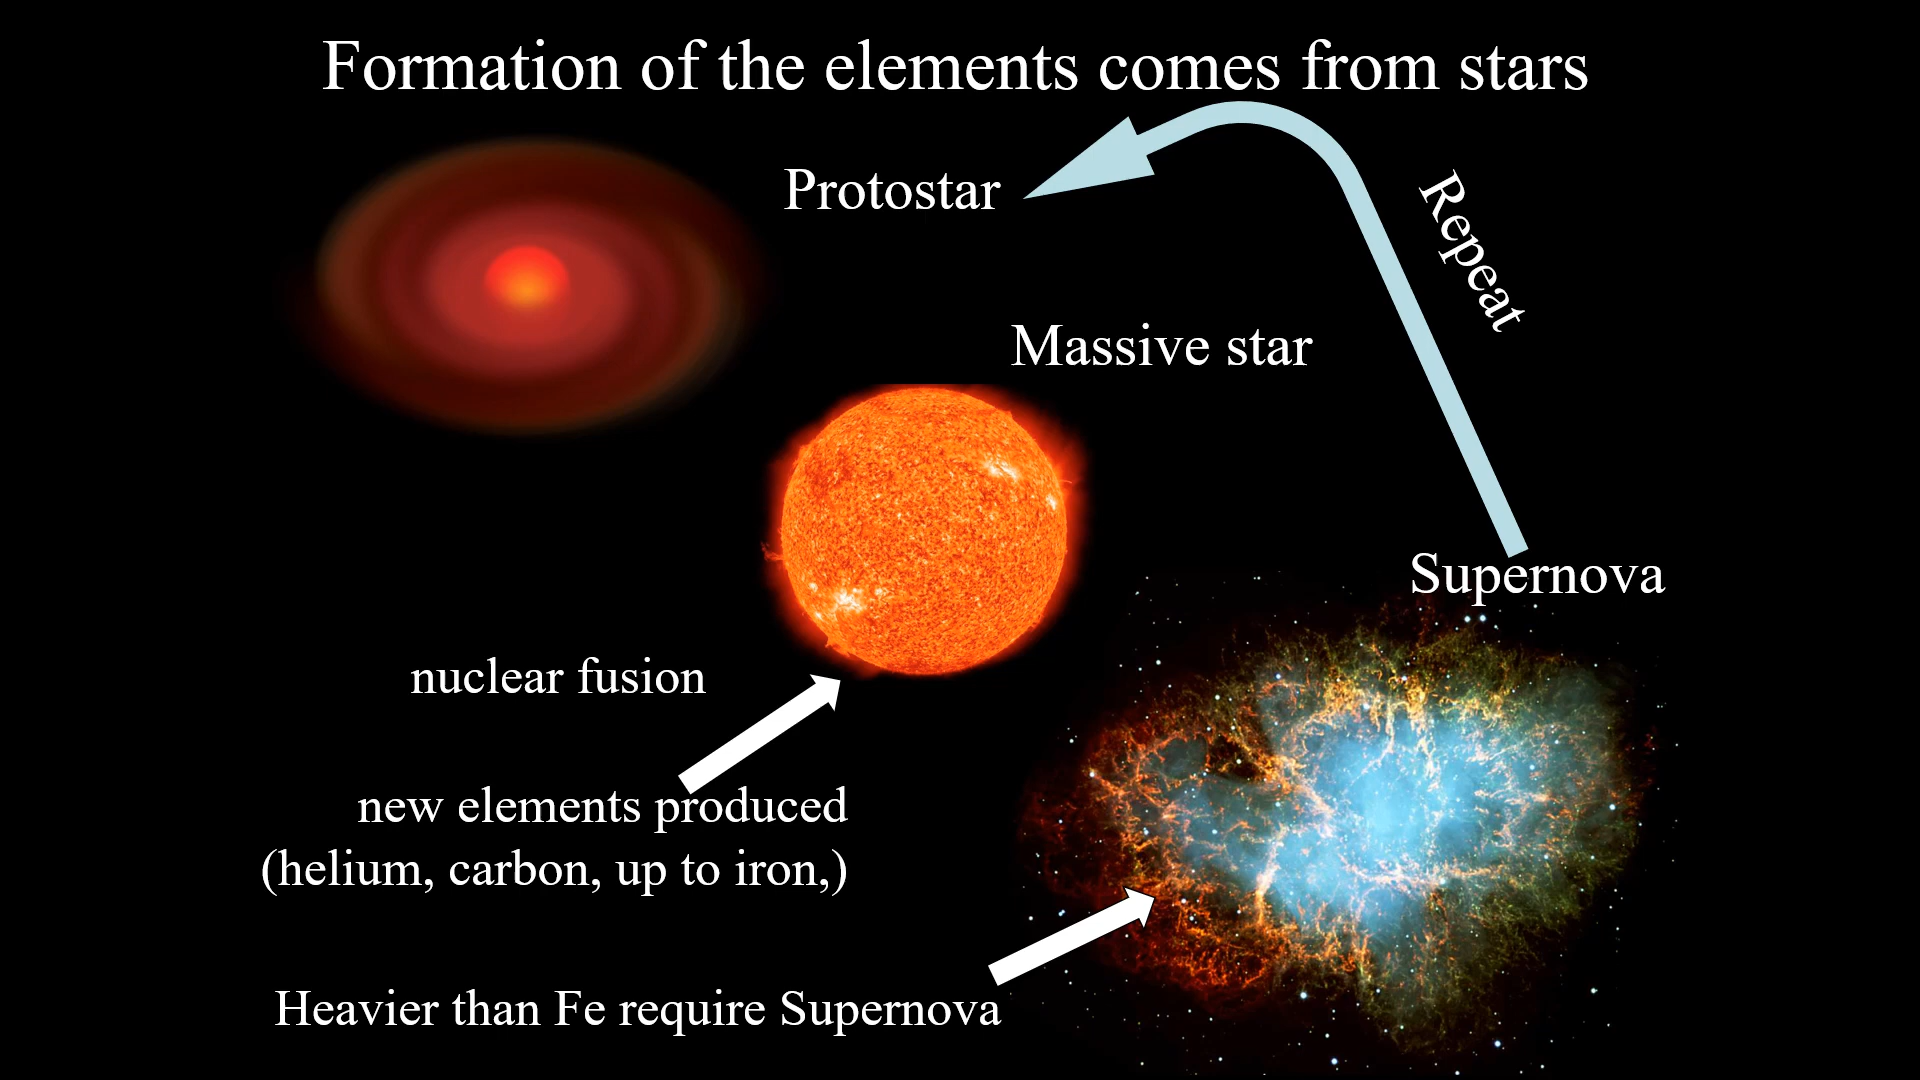 Formation of the elements comes from stars
Protostar
Repeat
Massive star
Supernova
nuclear fusion
new elements produced
(helium, carbon, up to iron,)
Heavier than Fe require Supernova